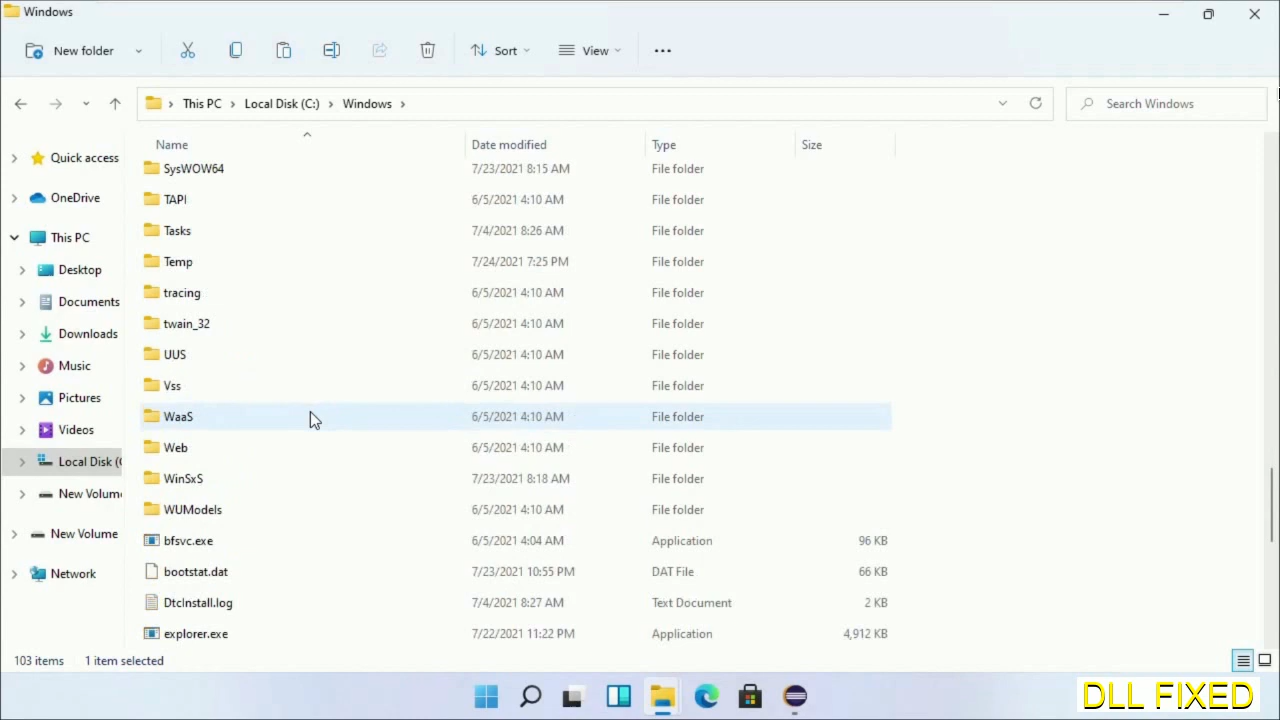 Windows
New folder
Sort
View
This PC > Local Disk (C:) > Windows >
Search Windows
Name Date modified Type Size
SysWOW64 7/23/2021 8:15 AM File folder
TAPI 6/5/2021 4:10 AM File folder
Tasks 7/4/2021 8:26 AM File folder
Temp 7/24/2021 7:25 PM File folder
tracing 6/5/2021 4:10 AM File folder
twain_32 6/5/2021 4:10 AM File folder
UUS 6/5/2021 4:10 AM File folder
Vss 6/5/2021 4:10 AM File folder
WaaS 6/5/2021 4:10 AM File folder
Web 6/5/2021 4:10 AM File folder
WinSxS 7/23/2021 8:18 AM File folder
WUModels 6/5/2021 4:10 AM File folder
bfsvc.exe 6/5/2021 4:04 AM Application 96 KB
bootstat.dat 7/23/2021 10:55 PM DAT File 66 KB
DtcInstall.log 7/4/2021 8:27 AM Text Document 2 KB
explorer.exe 7/22/2021 11:22 PM Application 4,912 KB
Quick access
OneDrive
This PC
Desktop
Documents
Downloads
Music
Pictures
Videos
Local Disk (
New Volum
New Volume
Network
103 items 1 item selected
DLL FIXED